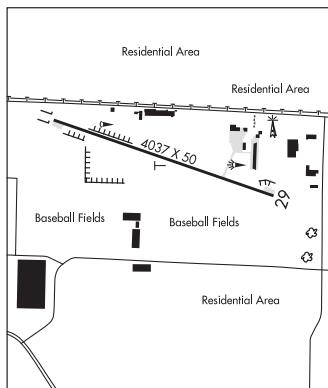 Residential Area
Residential Area
11
4037 X 50
29
Baseball Fields
Baseball Fields
Residential Area